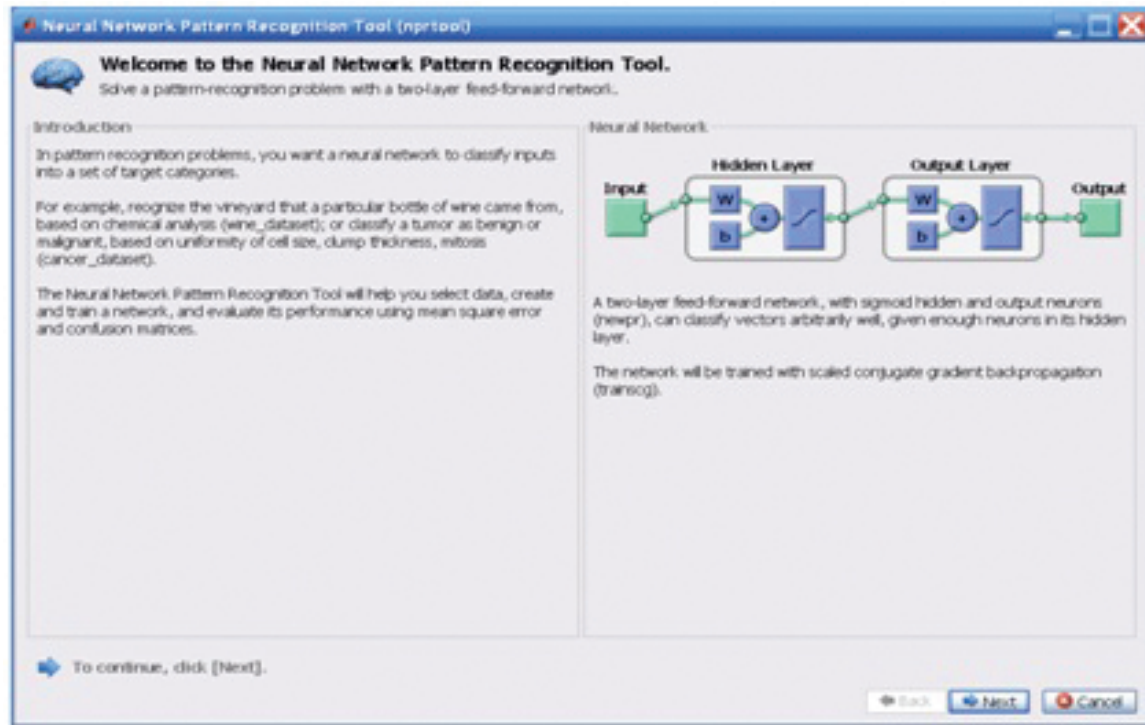 Neural Network Pattern Recognition Tool (nprtool)
Welcome to the Neural Network Pattern Recognition Tool.
Solve a pattern-recognition problem with a two-layer feed-forward network.
Introduction
In pattern recognition problems, you want a neural network to classify inputs
into a set of target categories.
For example, recognize the vineyard that a particular bottle of wine came from,
based on chemical analysis (wine_dataset); or classify a tumor as benign or
malignant, based on uniformity of cell size, clump thickness, mitosis
(cancer_dataset).
The Neural Network Pattern Recognition Tool will help you select data, create
and train a network, and evaluate its performance using mean square error
and confusion matrices.
Neural Network
Hidden Layer
Output Layer
Input
Output
W
b
+
W
b
+
A two-layer feed-forward network, with sigmoid hidden and output neurons
(newpr), can classify vectors arbitrarily well, given enough neurons in its hidden
layer.
The network will be trained with scaled conjugate gradient backpropagation
(trainscg).
To continue, click [Next].
Back
Next
Cancel